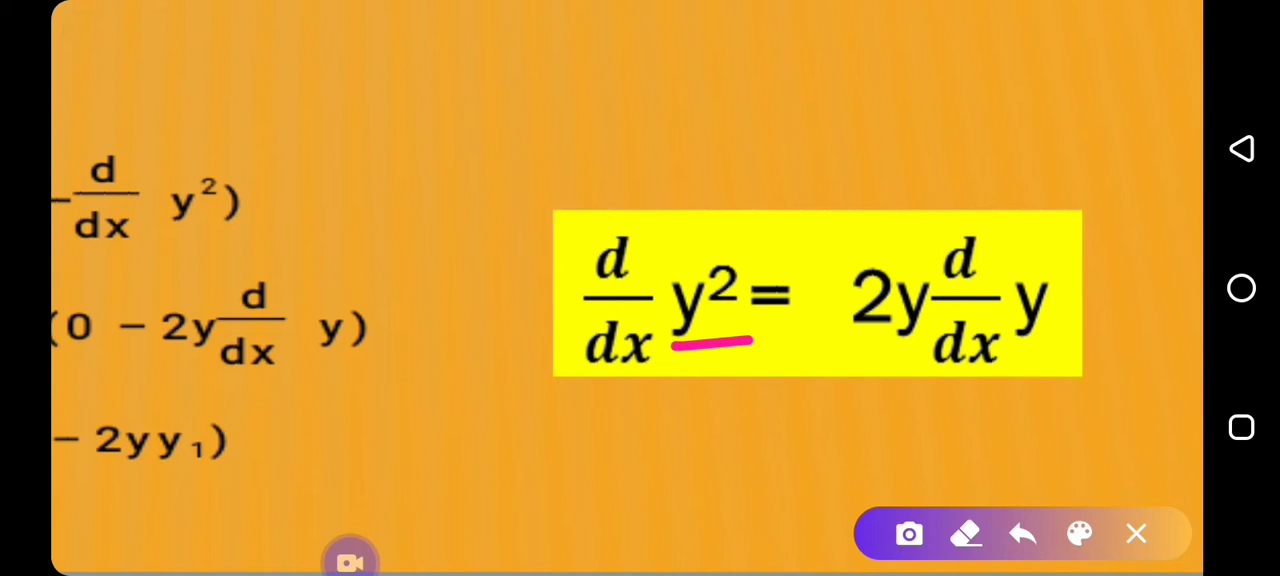 -d/dx y²)
(0 - 2y d/dx y)
- 2yy₁)
d/dx y² = 2y d/dx y